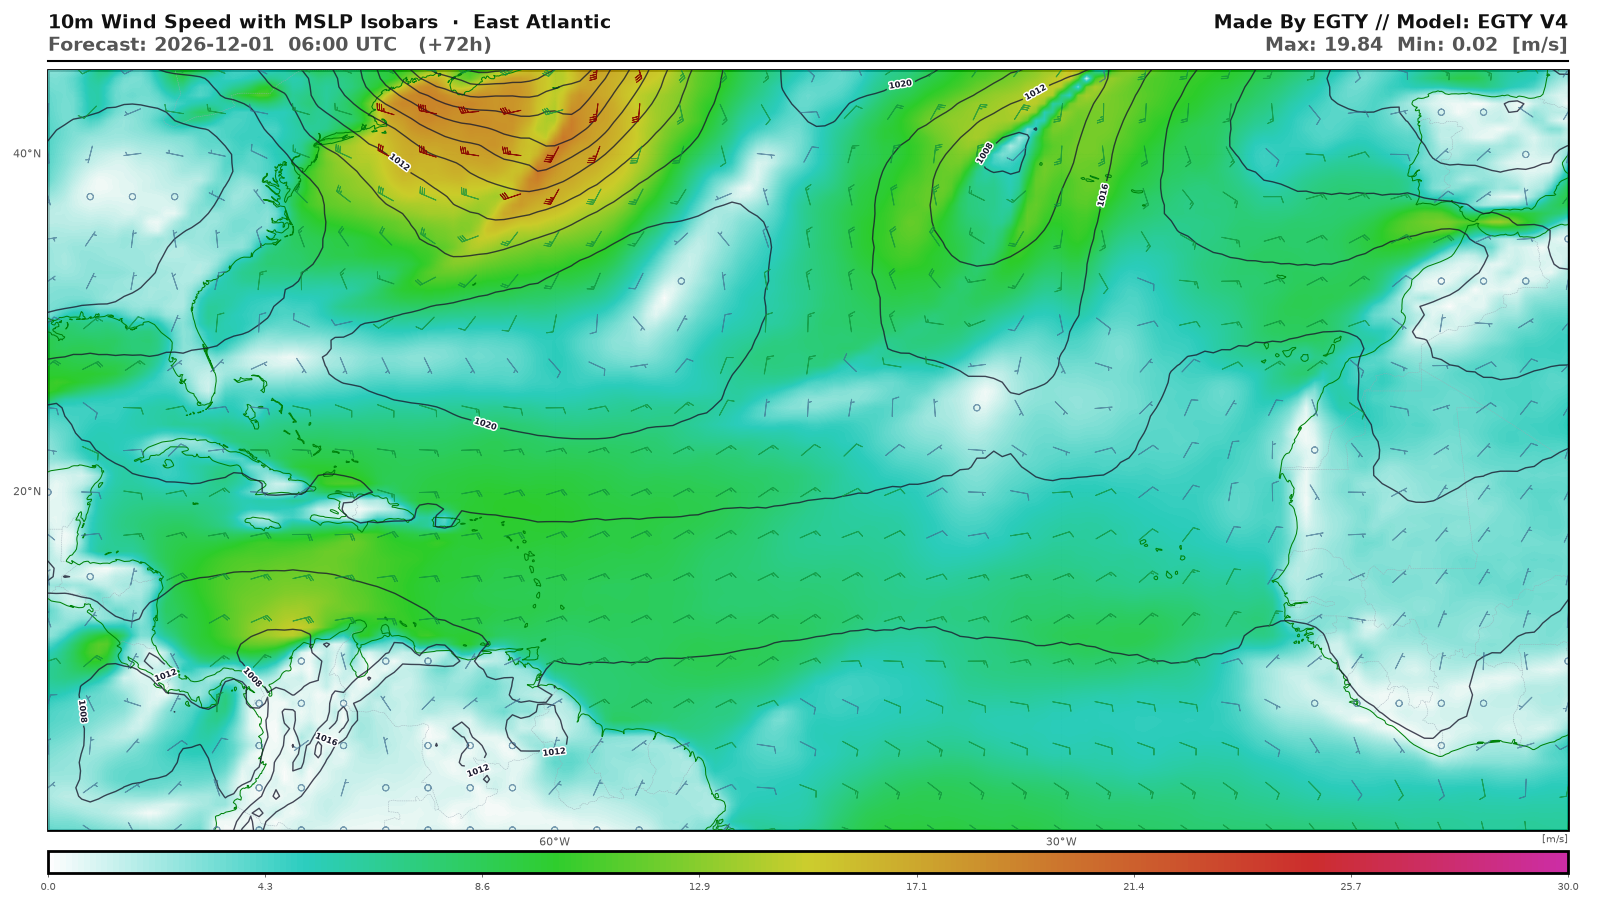 10m Wind Speed with MSLP Isobars · East Atlantic
Made By EGTY // Model: EGTY V4
Forecast: 2026-12-01 06:00 UTC (+72h)
Max: 19.84 Min: 0.02 [m/s]
1020
1012
1008
1012
1016
40°N
1020
20°N
1012
1008
1008
1016
1012
1012
60°W
30°W
[m/s]
0.0
4.3
8.6
12.9
17.1
21.4
25.7
30.0